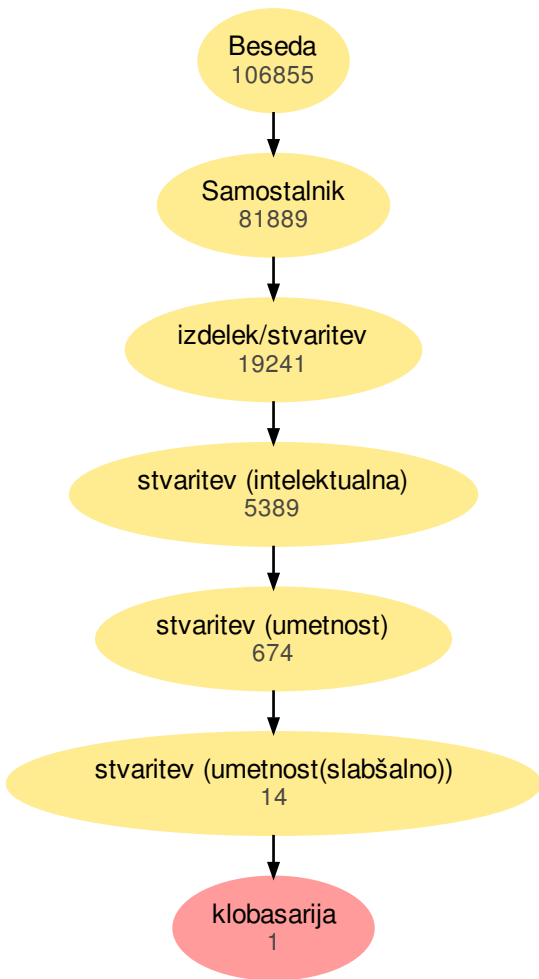 Beseda
106855
Samostalnik
81889
izdelek/stvaritev
19241
stvaritev (intelektualna)
5389
stvaritev (umetnost)
674
stvaritev (umetnost(slabšalno))
14
klobasarija
1